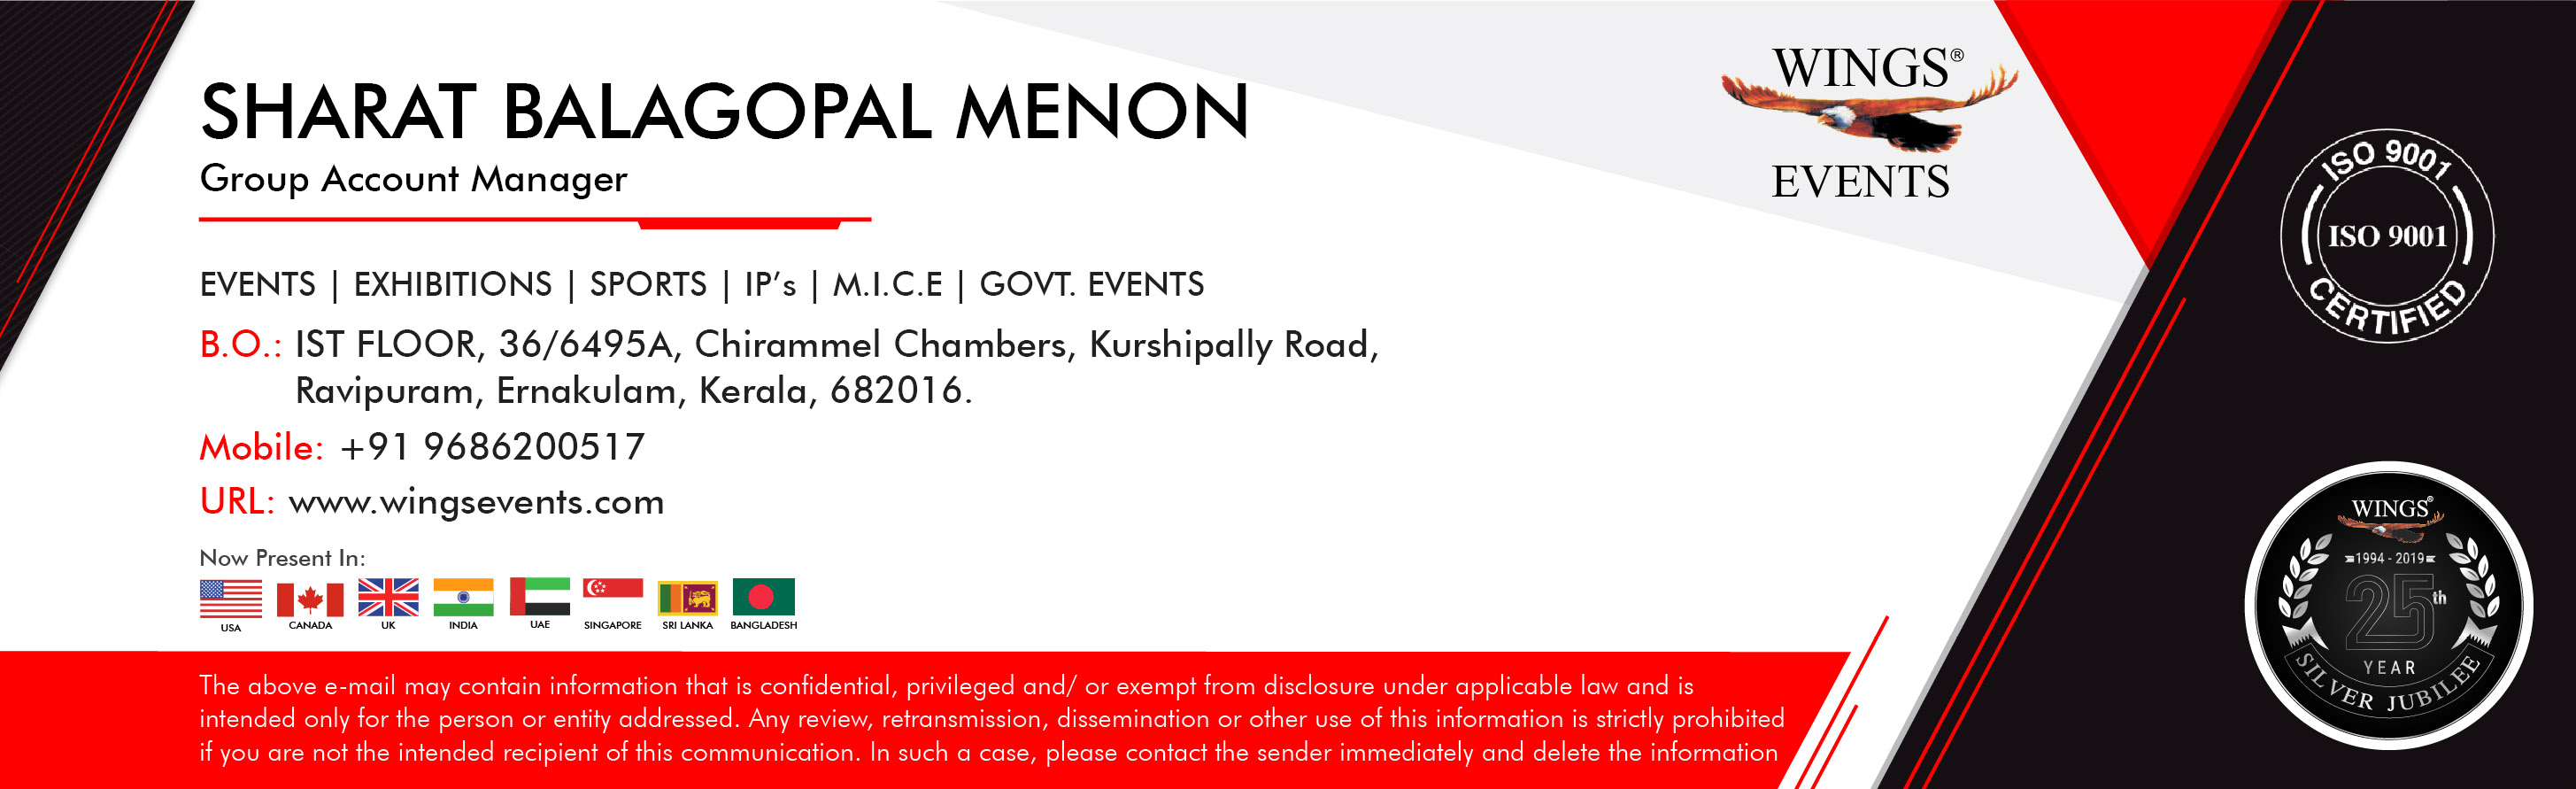 SHARAT BALAGOPAL MENON
Group Account Manager
WINGS®
EVENTS
EVENTS | EXHIBITIONS | SPORTS | IP’s | M.I.C.E | GOVT. EVENTS
B.O.: IST FLOOR, 36/6495A, Chirammel Chambers, Kurshipally Road,
Ravipuram, Ernakulam, Kerala, 682016.
Mobile: +91 9686200517
URL: www.wingsevents.com
Now Present In:
USA CANADA UK INDIA UAE SINGAPORE SRI LANKA BANGLADESH
The above e-mail may contain information that is confidential, privileged and/ or exempt from disclosure under applicable law and is
intended only for the person or entity addressed. Any review, retransmission, dissemination or other use of this information is strictly prohibited
if you are not the intended recipient of this communication. In such a case, please contact the sender immediately and delete the information
ISO 9001
ISO 9001
CERTIFIED
WINGS®
1994 - 2019
25th
YEAR
SILVER JUBILEE